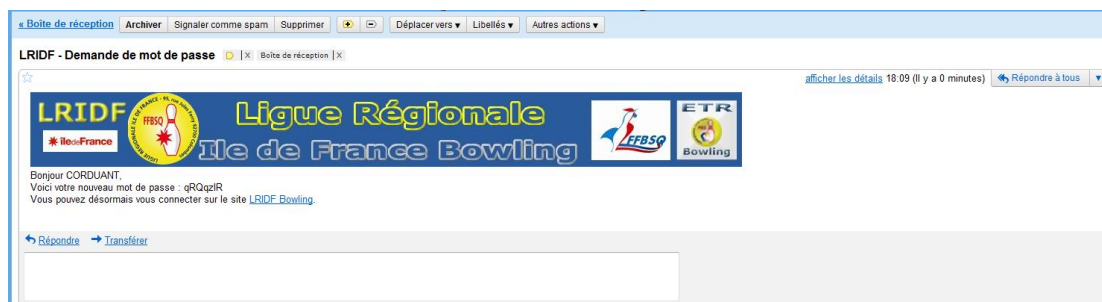 « Boîte de réception Archiver Signaler comme spam Supprimer Déplacer vers ▾ Libellés ▾ Autres actions ▾
LRIDF - Demande de mot de passe | X Boîte de réception | X
afficher les détails 18:09 (Il y a 0 minutes) Répondre à tous ▾
LRIDF
îledeFrance
FFBSQ
Ligue Régionale
Ile de France Bowling
FFBSQ
ETR
Bowling
Bonjour CORDUANT,
Voici votre nouveau mot de passe : qRQqzIR
Vous pouvez désormais vous connecter sur le site LRIDF Bowling.
Répondre Transférer